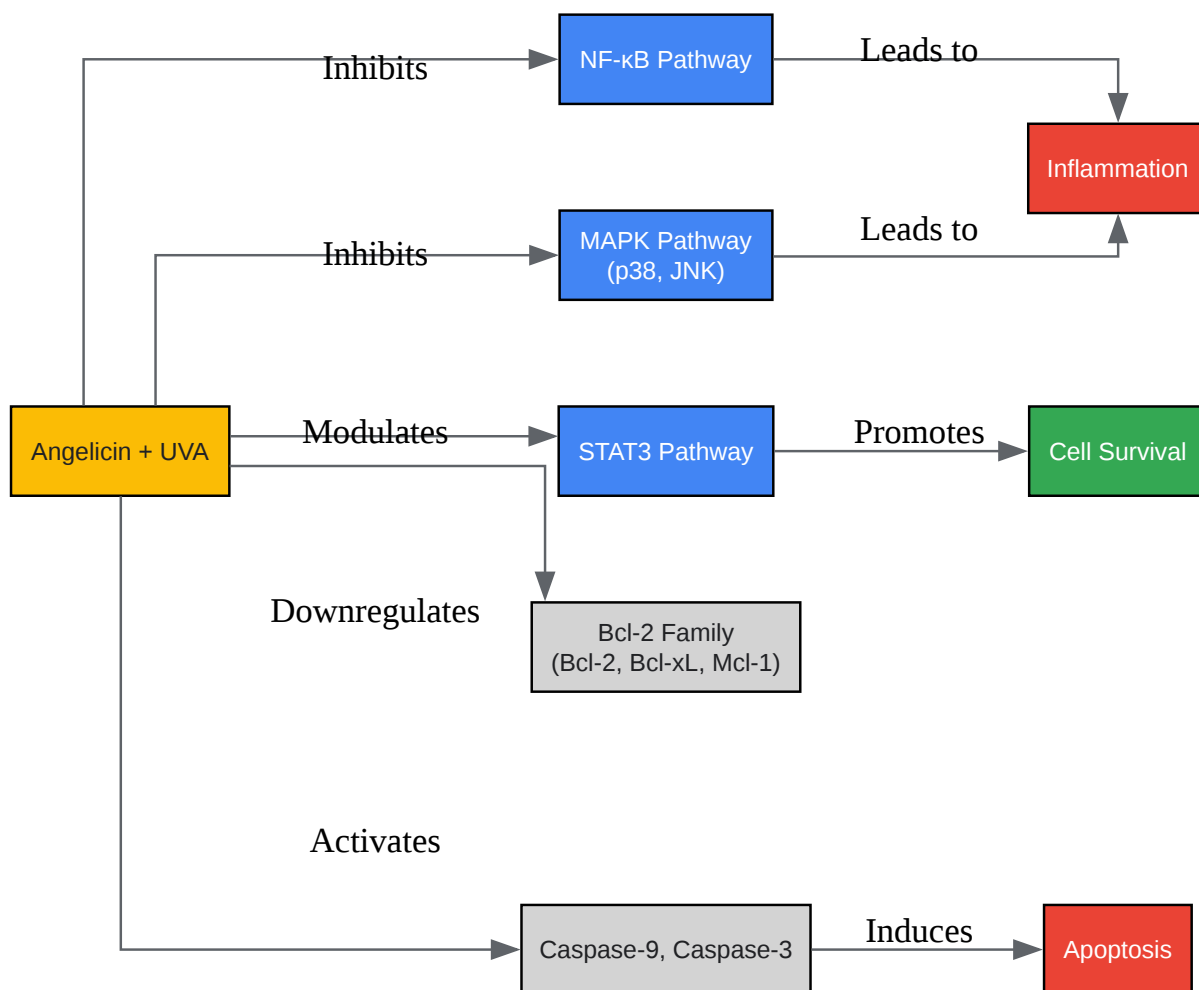 Inhibits
NF-κB Pathway
Leads to
Inflammation
Inhibits
MAPK Pathway
(p38, JNK)
Leads to
Angelicin + UVA
Modulates
STAT3 Pathway
Promotes
Cell Survival
Downregulates
Bcl-2 Family
(Bcl-2, Bcl-xL, Mcl-1)
Activates
Caspase-9, Caspase-3
Induces
Apoptosis